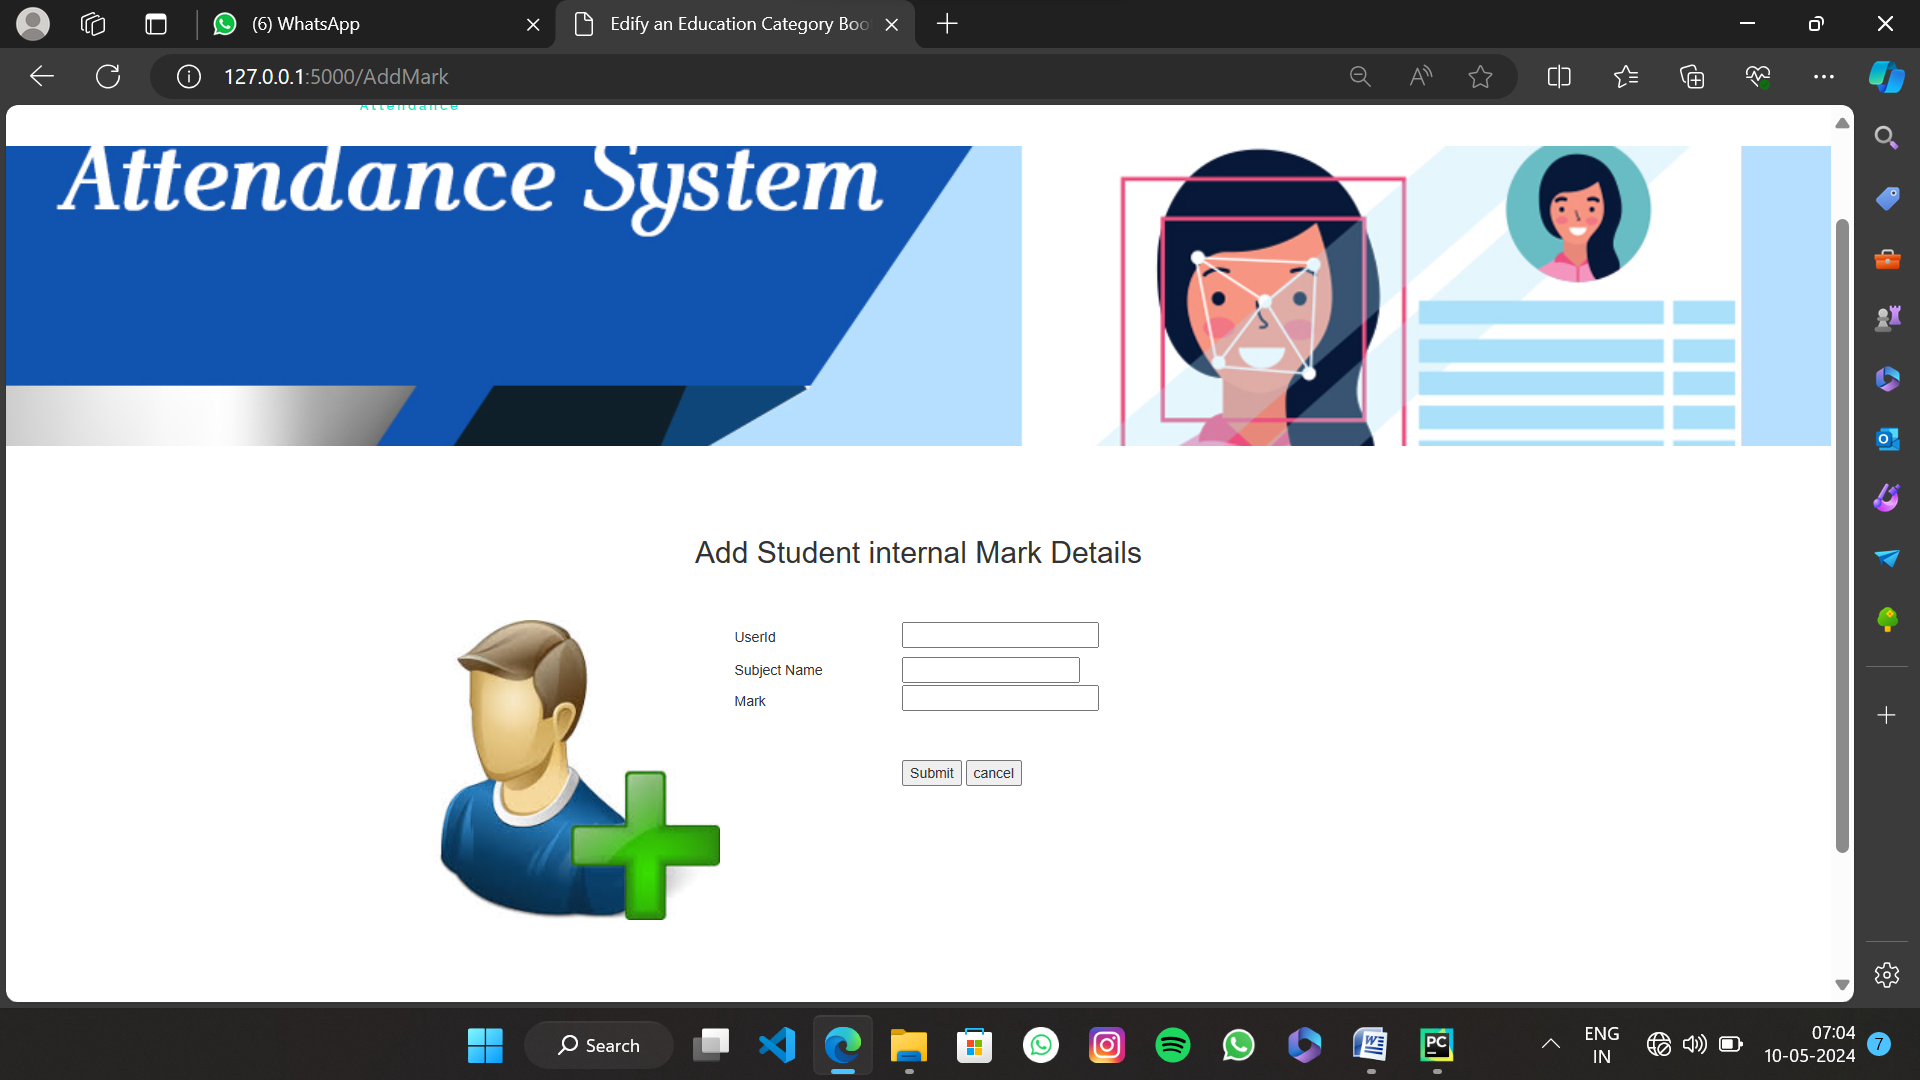 (6) WhatsApp
Edify an Education Category Boo
127.0.0.1:5000/AddMark
Attendance
Attendance System
Add Student internal Mark Details
UserId
Subject Name
Mark
Submit cancel
Search
ENG
IN
07:04
10-05-2024
7